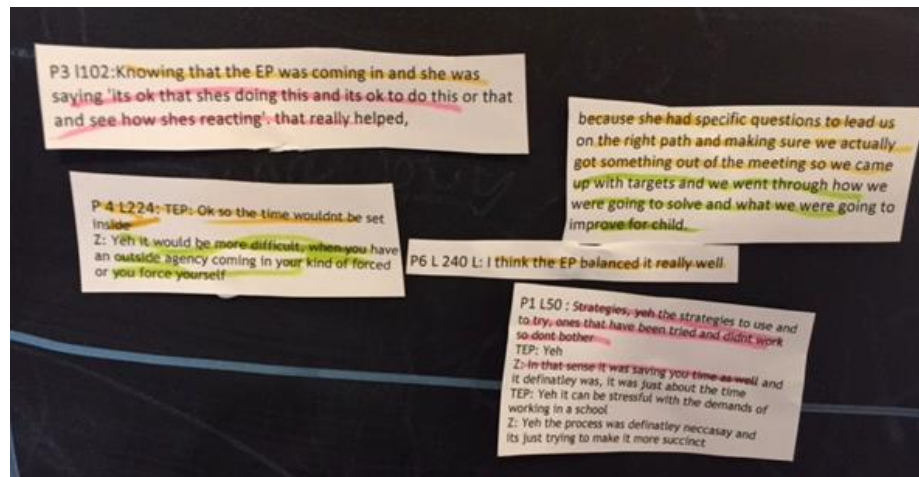 P3 l102:Knowing that the EP was coming in and she was
saying 'its ok that shes doing this and its ok to do this or that
and see how shes reacting'. that really helped,
because she had specific questions to lead us
on the right path and making sure we actually
got something out of the meeting so we came
up with targets and we went through how we
were going to solve and what we were going to
improve for child.
P 4 L224: TEP: Ok so the time wouldnt be set
inside
Z: Yeh it would be more difficult, when you have
an outside agency coming in your kind of forced
or you force yourself
P6 L 240 L: I think the EP balanced it really well
P1 L50 : Strategies, yeh the strategies to use and
to try, ones that have been tried and didnt work
so dont bother
TEP: Yeh
Z: In that sense it was saving you time as well and
it definatley was, it was just about the time
TEP: Yeh it can be stressful with the demands of
working in a school
Z: Yeh the process was definatley neccasay and
its just trying to make it more succinct